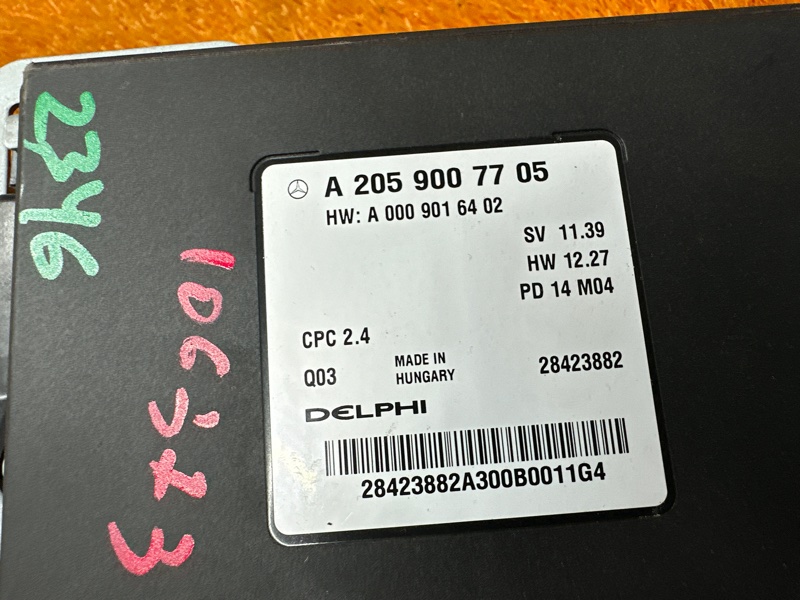 2346
A 205 900 77 05
HW: A 000 901 64 02
SV 11.39
HW 12.27
PD 14 M04
CPC 2.4
Q03
MADE IN
HUNGARY
28423882
DELPHI
28423882A300B0011G4